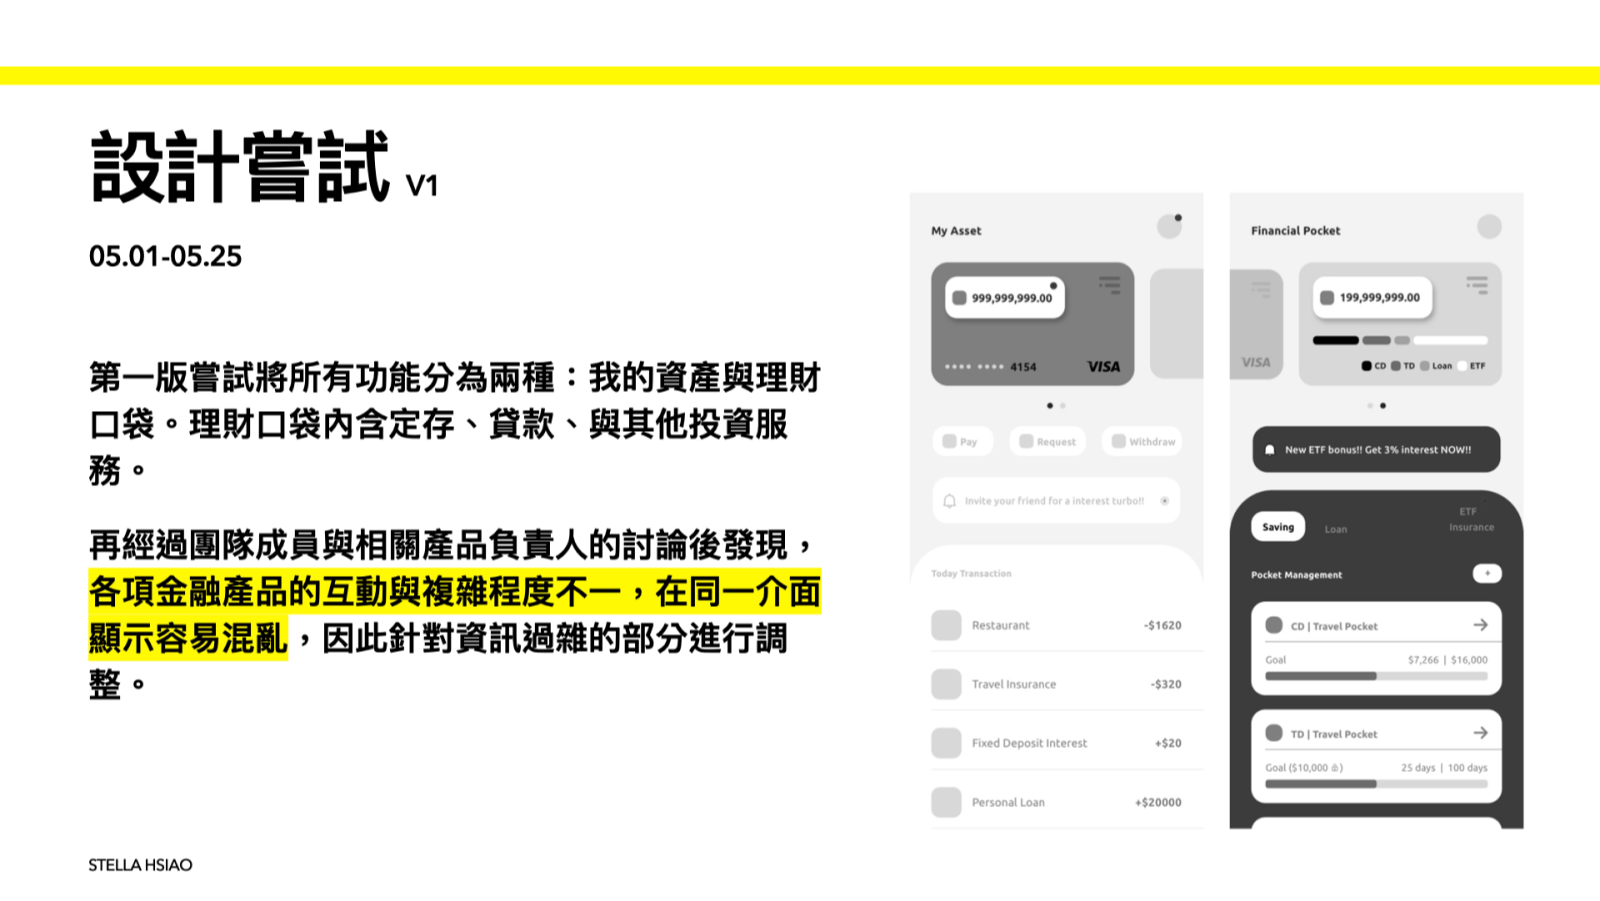 設計嘗試 V1
05.01-05.25
第一版嘗試將所有功能分為兩種：我的資產與理財
口袋。理財口袋內含定存、貸款、與其他投資服
務。
再經過團隊成員與相關產品負責人的討論後發現，
各項金融產品的互動與複雜程度不一，在同一介面
顯示容易混亂，因此針對資訊過雜的部分進行調
整。
STELLA HSIAO
My Asset
999,999,999.00
•••• •••• 4154 VISA
Pay Request Withdraw
Invite your friend for a interest turbo!!
Today Transaction
Restaurant -$1620
Travel Insurance -$320
Fixed Deposit Interest +$20
Personal Loan +$20000
Financial Pocket
199,999,999.00
VISA
CD TD Loan ETF
New ETF bonus!! Get 3% interest NOW!!
Saving Loan ETF
Insurance
Pocket Management +
CD | Travel Pocket
Goal $7,266 | $16,000
TD | Travel Pocket
Goal ($10,000) 25 days | 100 days